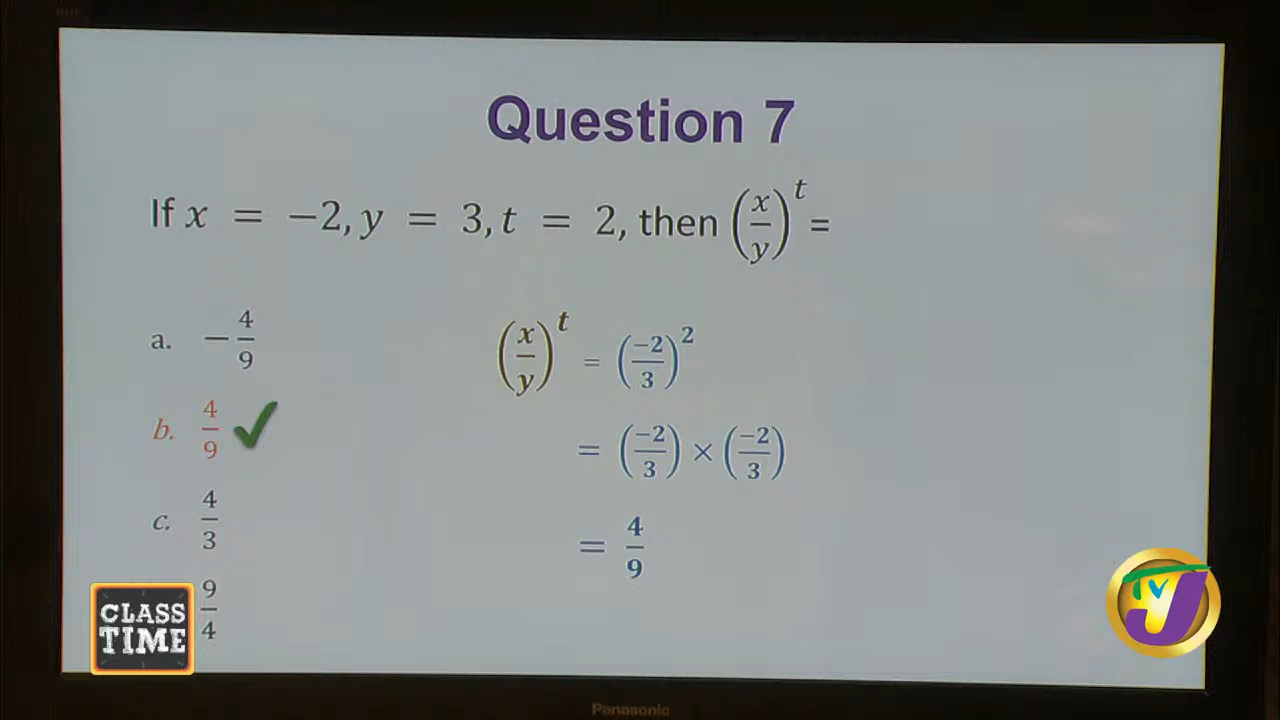 Question 7
If x = −2, y = 3, t = 2, then (x/y)^t =
a. −4/9
(x/y)^t = (−2/3)^2
b. 4/9 ✓
= (−2/3) × (−2/3)
c. 4/3
= 4/9
9/4
CLASS
TIME
TVJ
Panasonic